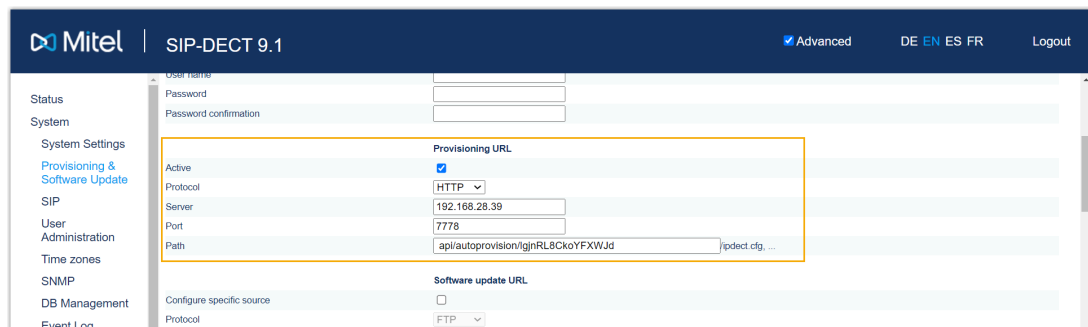 Mitel | SIP-DECT 9.1 Advanced DE EN ES FR Logout
User name
Password
Password confirmation
Status
System
System Settings
Provisioning &
Software Update
SIP
User
Administration
Time zones
SNMP
DB Management
Event Log
Provisioning URL
Active
Protocol HTTP
Server 192.168.28.39
Port 7778
Path api/autoprovision/IgjnRL8CkoYFXWJd /ipdect.cfg, ...
Software update URL
Configure specific source
Protocol FTP